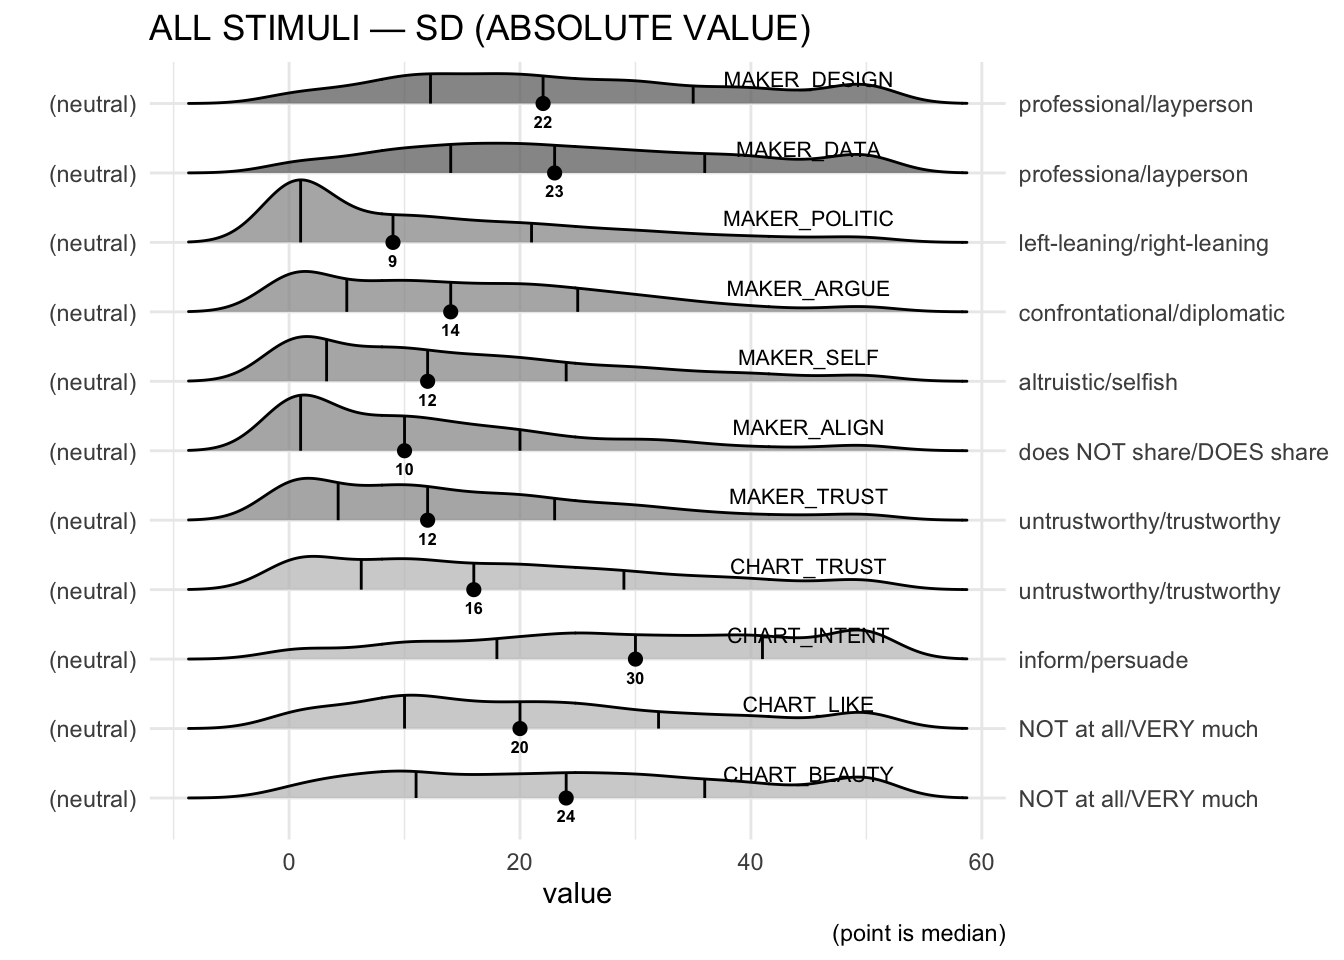 ALL STIMULI — SD (ABSOLUTE VALUE)
MAKER_DESIGN
(neutral) professional/layperson
22
MAKER_DATA
(neutral) professiona/layperson
23
MAKER_POLITIC
(neutral) left-leaning/right-leaning
9
MAKER_ARGUE
(neutral) confrontational/diplomatic
14
MAKER_SELF
(neutral) altruistic/selfish
12
MAKER_ALIGN
(neutral) does NOT share/DOES share
10
MAKER_TRUST
(neutral) untrustworthy/trustworthy
12
CHART_TRUST
(neutral) untrustworthy/trustworthy
16
CHART_INTENT
(neutral) inform/persuade
30
CHART_LIKE
(neutral) NOT at all/VERY much
20
CHART_BEAUTY
(neutral) NOT at all/VERY much
24
0 20 40 60
value
(point is median)